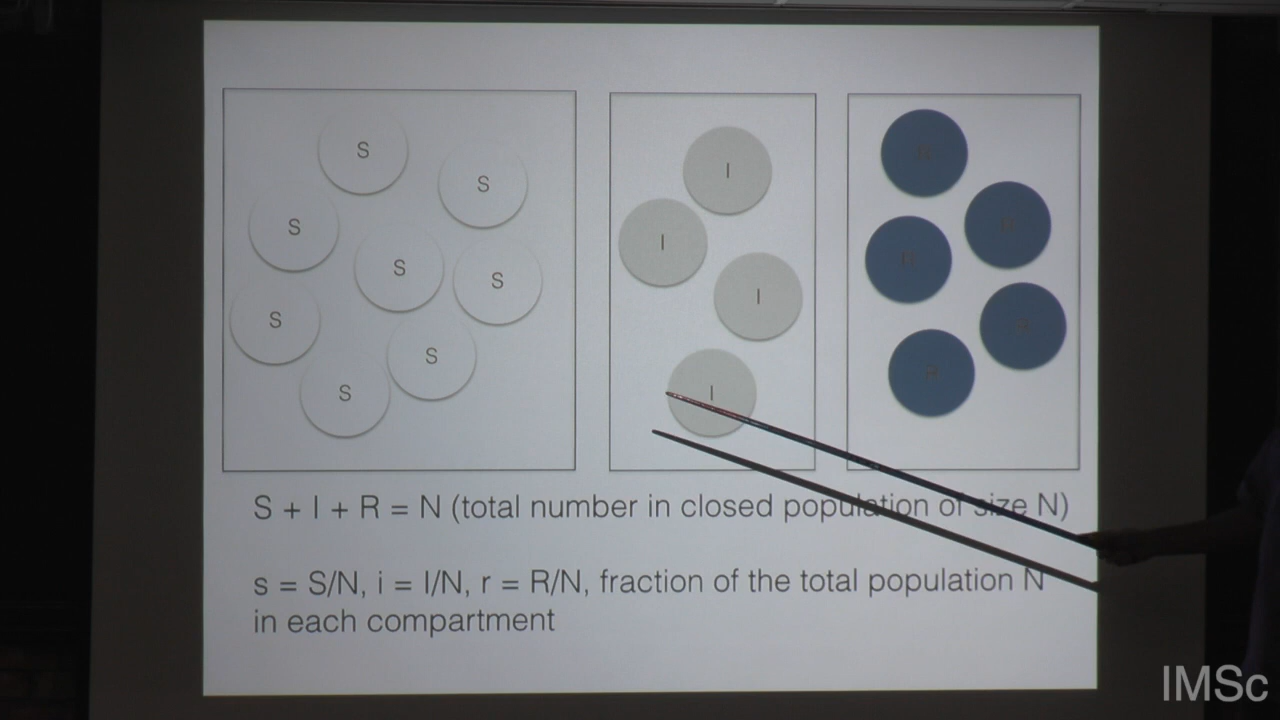 S
S
S
S
S
S
S
S
I
I
I
I
R
R
R
R
R
S + I + R = N (total number in closed population of size N)
s = S/N, i = I/N, r = R/N, fraction of the total population N
in each compartment
IMSc